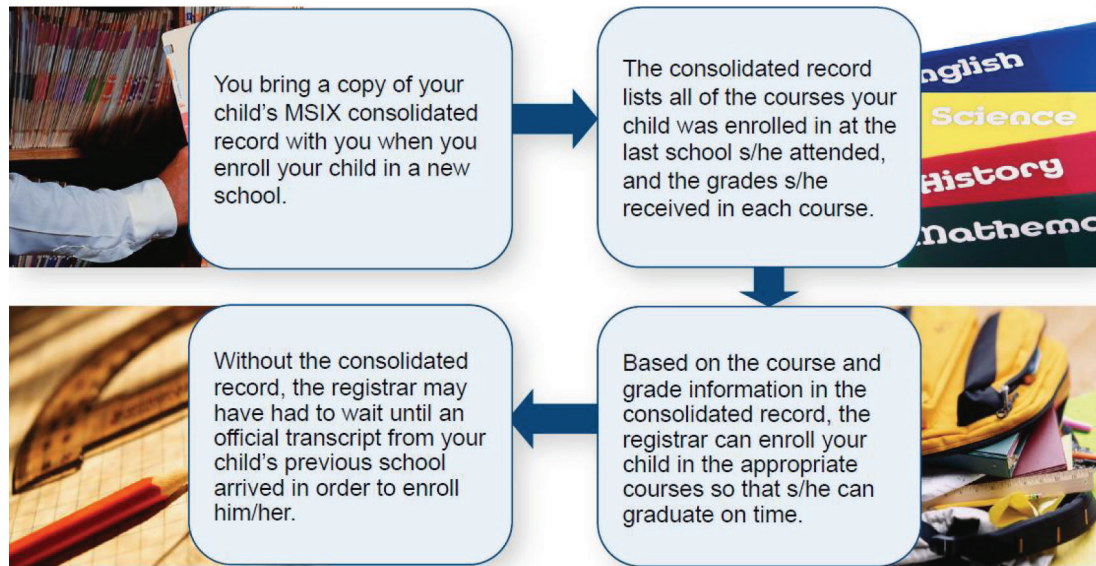 You bring a copy of your
child's MSIX consolidated
record with you when you
enroll your child in a new
school.
The consolidated record
lists all of the courses your
child was enrolled in at the
last school s/he attended,
and the grades s/he
received in each course.
nglish
Science
History
Mathema
Based on the course and
grade information in the
consolidated record, the
registrar can enroll your
child in the appropriate
courses so that s/he can
graduate on time.
Without the consolidated
record, the registrar may
have had to wait until an
official transcript from your
child's previous school
arrived in order to enroll
him/her.